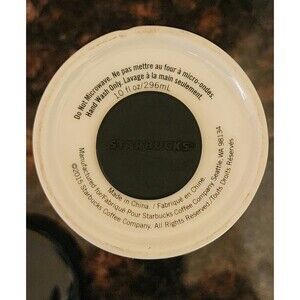 Do Not Microwave. Ne pas mettre au four à micro-ondes.
Hand Wash Only. Lavage à la main seulement.
10 fl oz/296mL
STARBUCKS
Made in China. / Fabriqué en Chine.
Manufactured for/Fabriqué Pour Starbucks Coffee Company Seattle, WA 98134
©2015 Starbucks Coffee Company. All Rights Reserved/Touts Droits Réservés